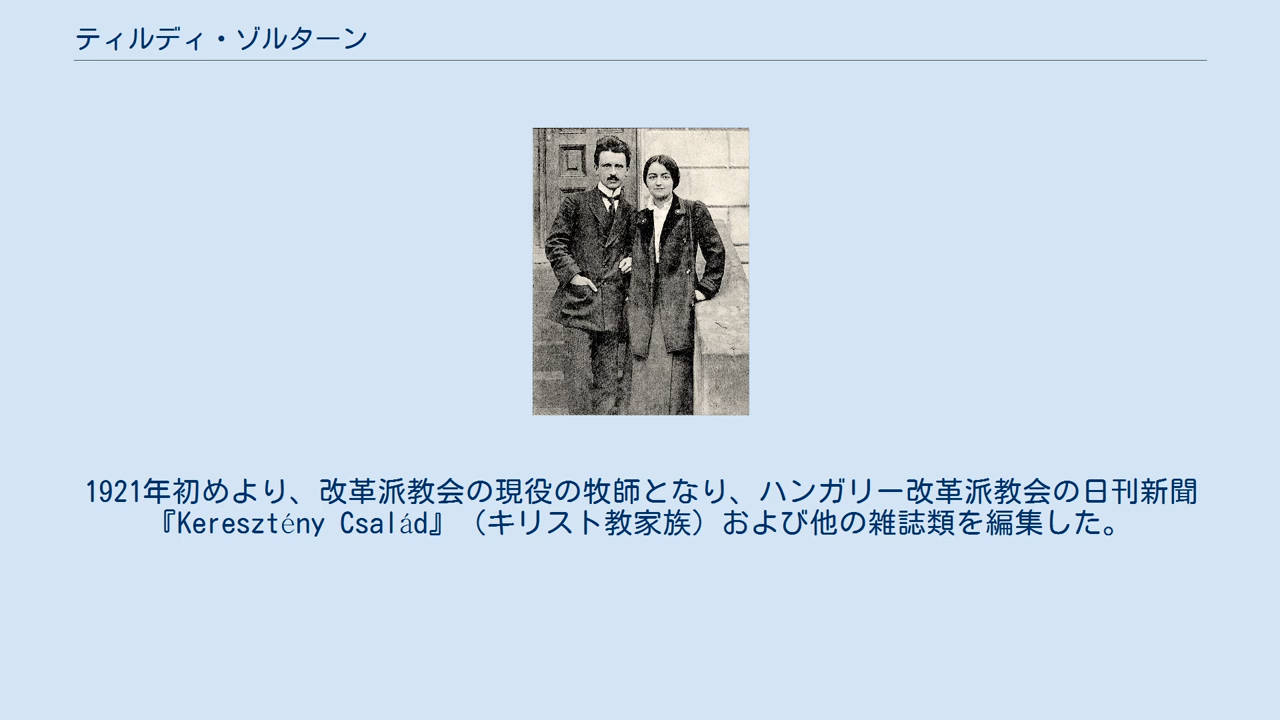 ティルディ・ゾルターン
1921年初めより、改革派教会の現役の牧師となり、ハンガリー改革派教会の日刊新聞
『Keresztény Család』（キリスト教家族）および他の雑誌類を編集した。